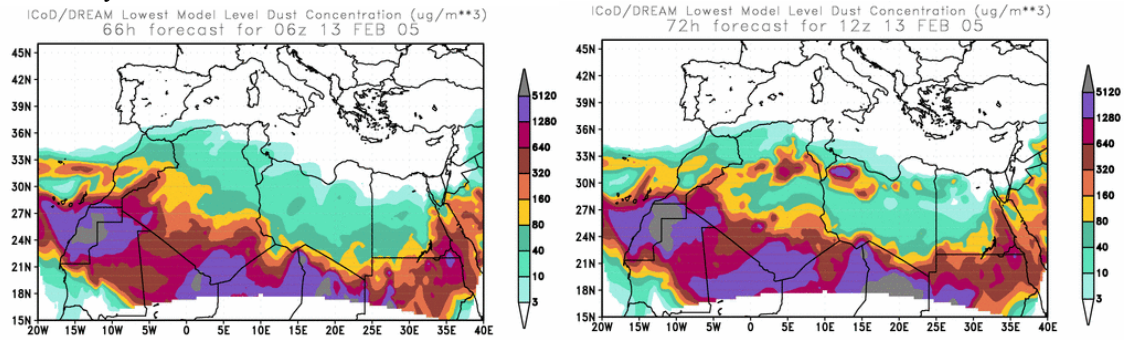 ICoD/DREAM Lowest Model Level Dust Concentration (ug/m**3)
66h forecast for 06z 13 FEB 05
45N
42N
39N
36N
33N
30N
27N
24N
21N
18N
15N
20W 15W 10W 5W 0 5E 10E 15E 20E 25E 30E 35E 40E
5120
1280
640
320
160
80
40
10
3
ICoD/DREAM Lowest Model Level Dust Concentration (ug/m**3)
72h forecast for 12z 13 FEB 05
45N
42N
39N
36N
33N
30N
27N
24N
21N
18N
15N
20W 15W 10W 5W 0 5E 10E 15E 20E 25E 30E 35E 40E
5120
1280
640
320
160
80
40
10
3